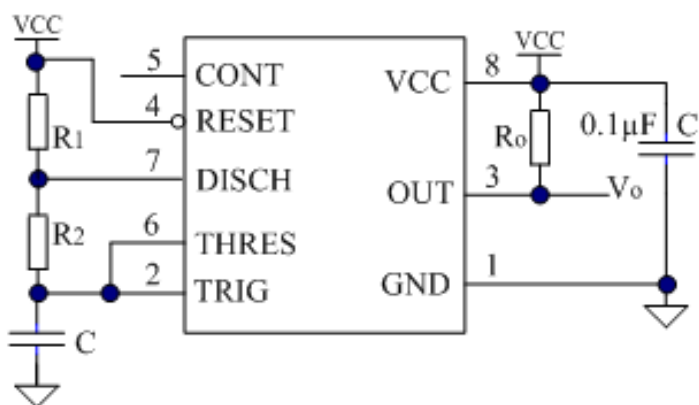 VCC
5 CONT
4 RESET
R1
7 DISCH
R2
6 THRES
2 TRIG
C
VCC 8
VCC
Ro
0.1μF C
OUT 3 Vo
GND 1